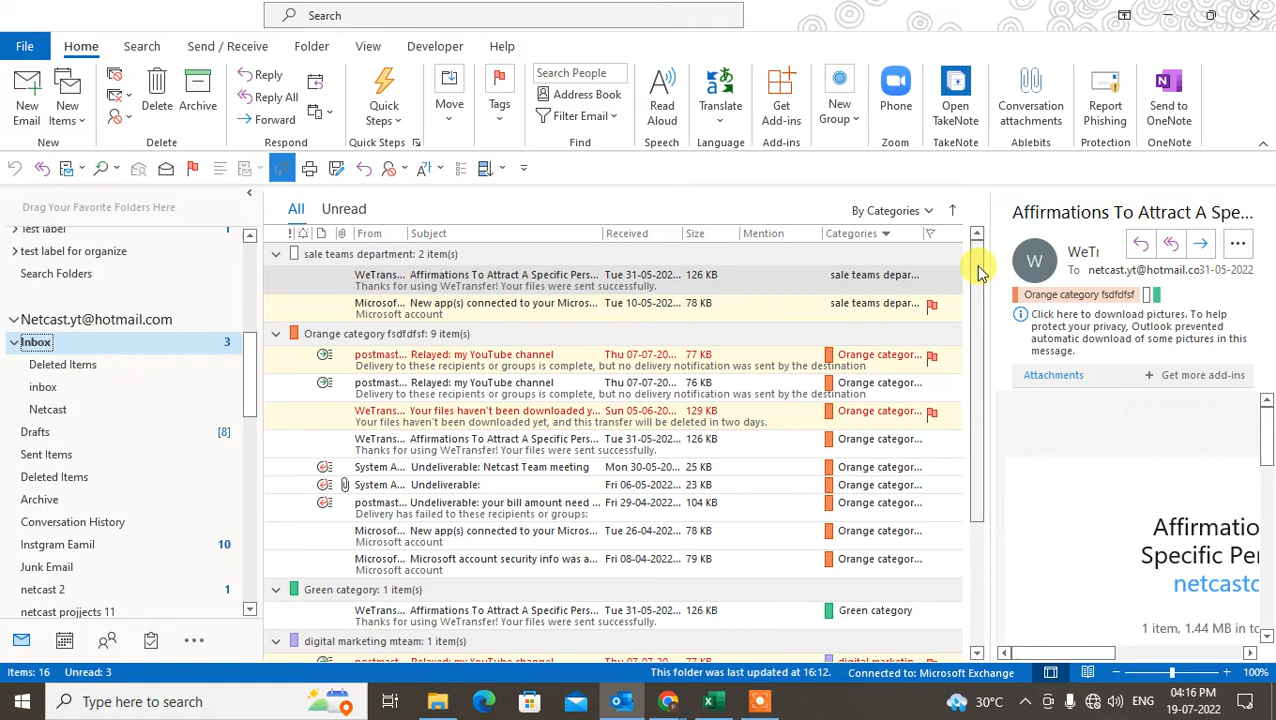 Search
File Home Search Send / Receive Folder View Developer Help
New Email
New Items
Delete
Archive
Reply
Reply All
Forward
Quick Steps
Move
Tags
Search People
Address Book
Filter Email
Read Aloud
Translate
Get Add-ins
New Group
Phone
Open TakeNote
Conversation attachments
Report Phishing
Send to OneNote
New Delete Respond Quick Steps Find Speech Language Add-ins Zoom TakeNote Ablebits Protection OneNote
Drag Your Favorite Folders Here
test label
test label for organize
Search Folders
Netcast.yt@hotmail.com
Inbox 3
Deleted Items
inbox
Netcast
Drafts [8]
Sent Items
Deleted Items
Archive
Conversation History
Instgram Eamil 10
Junk Email
netcast 2 1
netcast projjects 11
All Unread By Categories
! From Subject Received Size Mention Categories
sale teams department: 2 item(s)
WeTrans... Affirmations To Attract A Specific Pers... Tue 31-05-202... 126 KB sale teams depar...
Thanks for using WeTransfer! Your files were sent successfully.
Microsof... New app(s) connected to your Micros... Tue 10-05-202... 78 KB sale teams depar...
Microsoft account
Orange category fsdfdfsf: 9 item(s)
postmast... Relayed: my YouTube channel Thu 07-07-20... 77 KB Orange categor...
Delivery to these recipients or groups is complete, but no delivery notification was sent by the destination
postmast... Relayed: my YouTube channel Thu 07-07-20... 76 KB Orange categor...
Delivery to these recipients or groups is complete, but no delivery notification was sent by the destination
WeTrans... Your files haven't been downloaded y... Sun 05-06-20... 129 KB Orange categor...
Your files haven't been downloaded yet, and this transfer will be deleted in two days.
WeTrans... Affirmations To Attract A Specific Pers... Tue 31-05-202... 126 KB Orange categor...
Thanks for using WeTransfer! Your files were sent successfully.
System A... Undeliverable: Netcast Team meeting Mon 30-05-20... 25 KB Orange categor...
System A... Undeliverable: Fri 06-05-2022... 23 KB Orange categor...
postmast... Undeliverable: your bill amount need ... Fri 29-04-2022... 104 KB Orange categor...
Delivery has failed to these recipients or groups:
Microsof... New app(s) connected to your Micros... Tue 26-04-202... 78 KB Orange categor...
Microsoft account
Microsof... Microsoft account security info was a... Fri 08-04-2022... 79 KB Orange categor...
Microsoft account
Green category: 1 item(s)
WeTrans... Affirmations To Attract A Specific Pers... Tue 31-05-202... 126 KB Green category
Thanks for using WeTransfer! Your files were sent successfully.
digital marketing mteam: 1 item(s)
postmast... Relayed: my YouTube channel Thu 07-07-20... 77 KB digital marketin...
Affirmations To Attract A Spe...
W
WeTr
To netcast.yt@hotmail.co 31-05-2022
Orange category fsdfdfsf
Click here to download pictures. To help
protect your privacy, Outlook prevented
automatic download of some pictures in this
message.
Attachments + Get more add-ins
Affirmatio
Specific Per
netcastc
1 item, 1.44 MB in to
Items: 16 Unread: 3 This folder was last updated at 16:12. Connected to: Microsoft Exchange 100%
Type here to search
30°C ENG 04:16 PM
19-07-2022